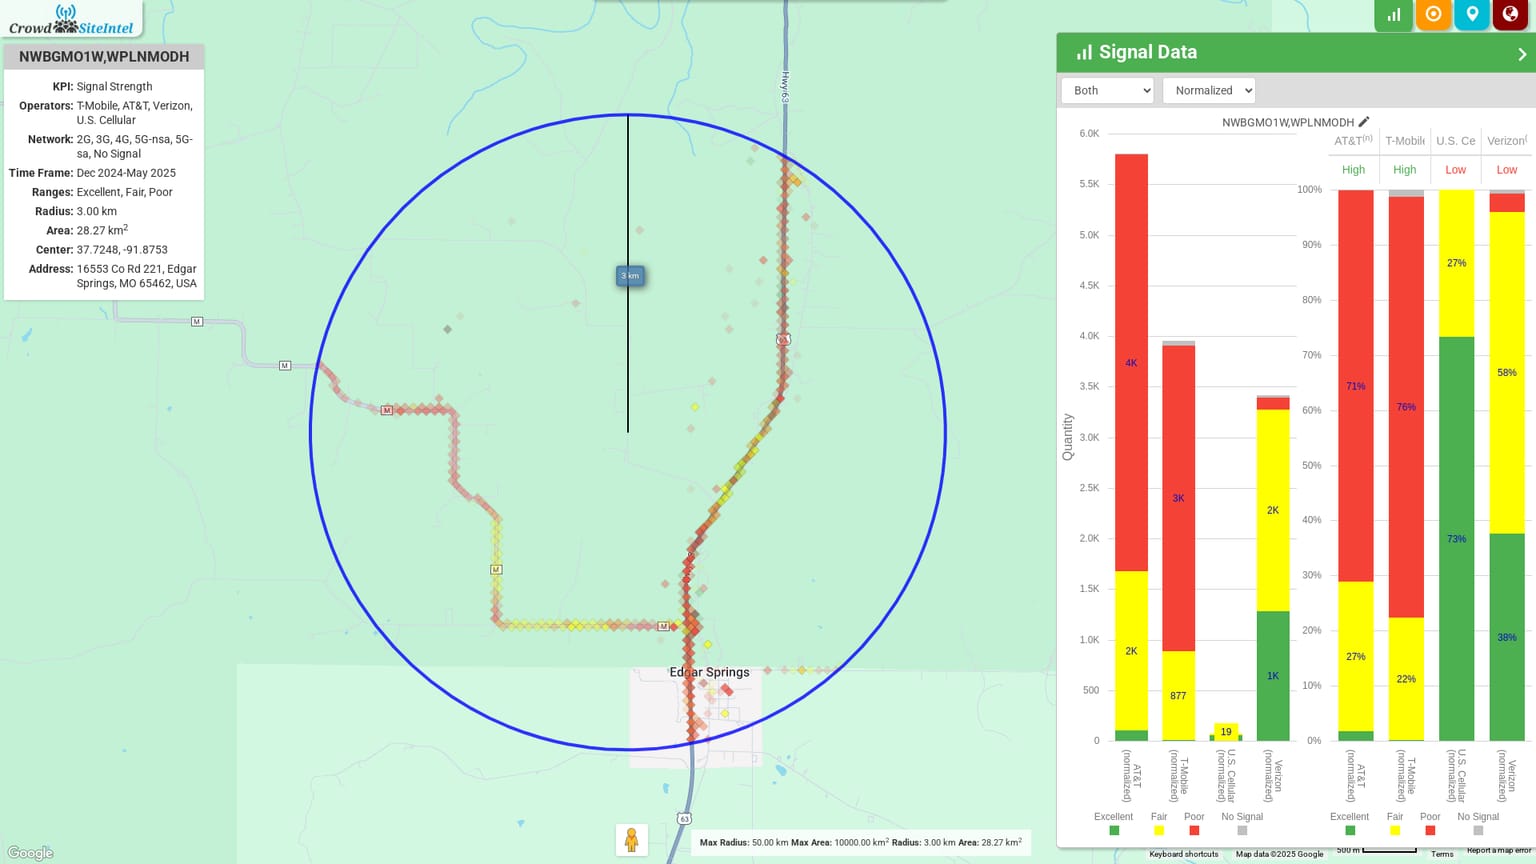 Crowd SiteIntel
NWBGMO1W,WPLNMODH
KPI: Signal Strength
Operators: T-Mobile, AT&T, Verizon,
U.S. Cellular
Network: 2G, 3G, 4G, 5G-nsa, 5G-
sa, No Signal
Time Frame: Dec 2024-May 2025
Ranges: Excellent, Fair, Poor
Radius: 3.00 km
Area: 28.27 km²
Center: 37.7248, -91.8753
Address: 16553 Co Rd 221, Edgar
Springs, MO 65462, USA
Hwy 63
3 km
63
M
M
M
M
M
Edgar Springs
63
Google
Max Radius: 50.00 km Max Area: 10000.00 km² Radius: 3.00 km Area: 28.27 km²
Signal Data
Both
Normalized
NWBGMO1W,WPLNMODH
AT&T(n) T-Mobile U.S. Ce Verizon(
High High Low Low
Quantity
6.0K
5.5K
5.0K
4.5K
4.0K
3.5K
3.0K
2.5K
2.0K
1.5K
1.0K
500
0
4K
2K
3K
877
19
2K
1K
AT&T
(normalized)
T-Mobile
(normalized)
U.S. Cellular
(normalized)
Verizon
(normalized)
Excellent Fair Poor No Signal
100%
90%
80%
70%
60%
50%
40%
30%
20%
10%
0%
71%
27%
76%
22%
27%
73%
58%
38%
AT&T
(normalized)
T-Mobile
(normalized)
U.S. Cellular
(normalized)
Verizon
(normalized)
Excellent Fair Poor No Signal
Keyboard shortcuts Map data ©2025 Google 500 m Terms Report a map error